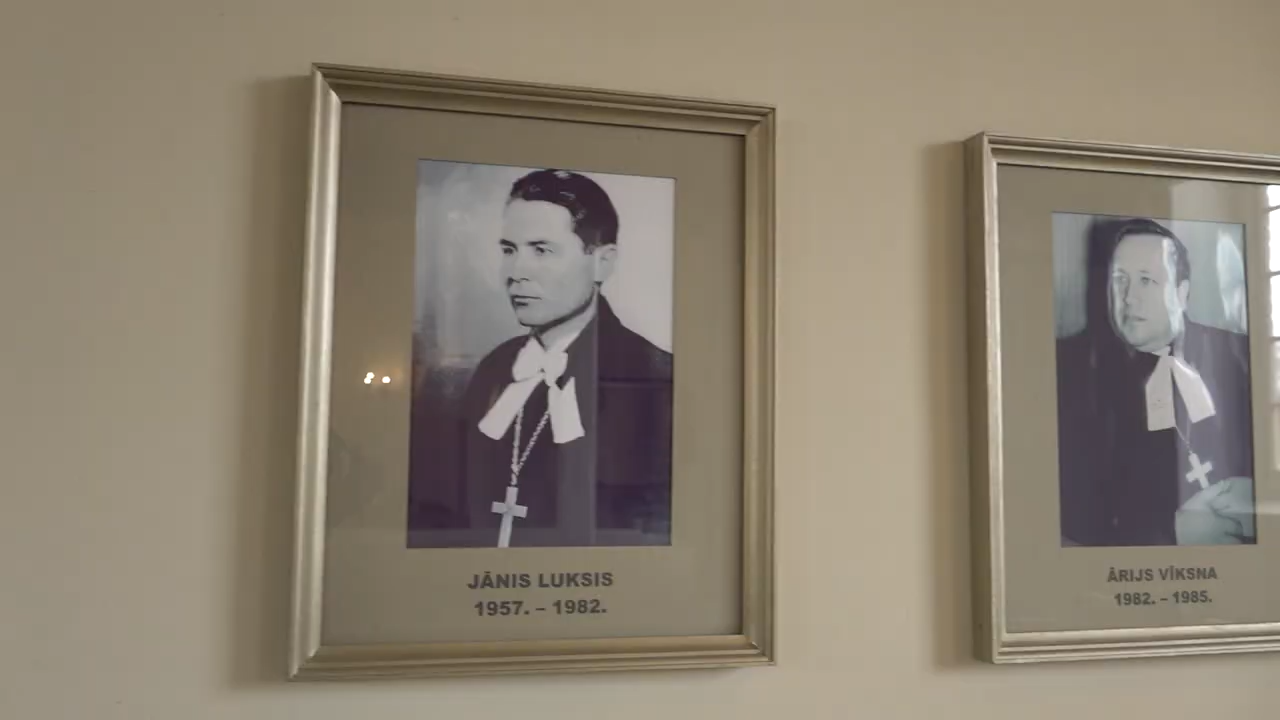 JĀNIS LUKSIS
1957. – 1982.
ĀRIJS VĪKSNA
1982. – 1985.